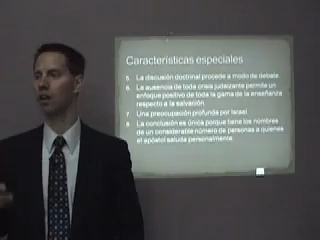 Características especiales
5. La discusión doctrinal procede a modo de debate.
6. La ausencia de toda crisis judaizante permite un
enfoque positivo de toda la gama de la enseñanza
respecto a la salvación.
7. Una preocupación profunda por Israel
8. La conclusión es única porque tiene los nombres
de un considerable número de personas a quienes
el apóstol saluda personalmente.